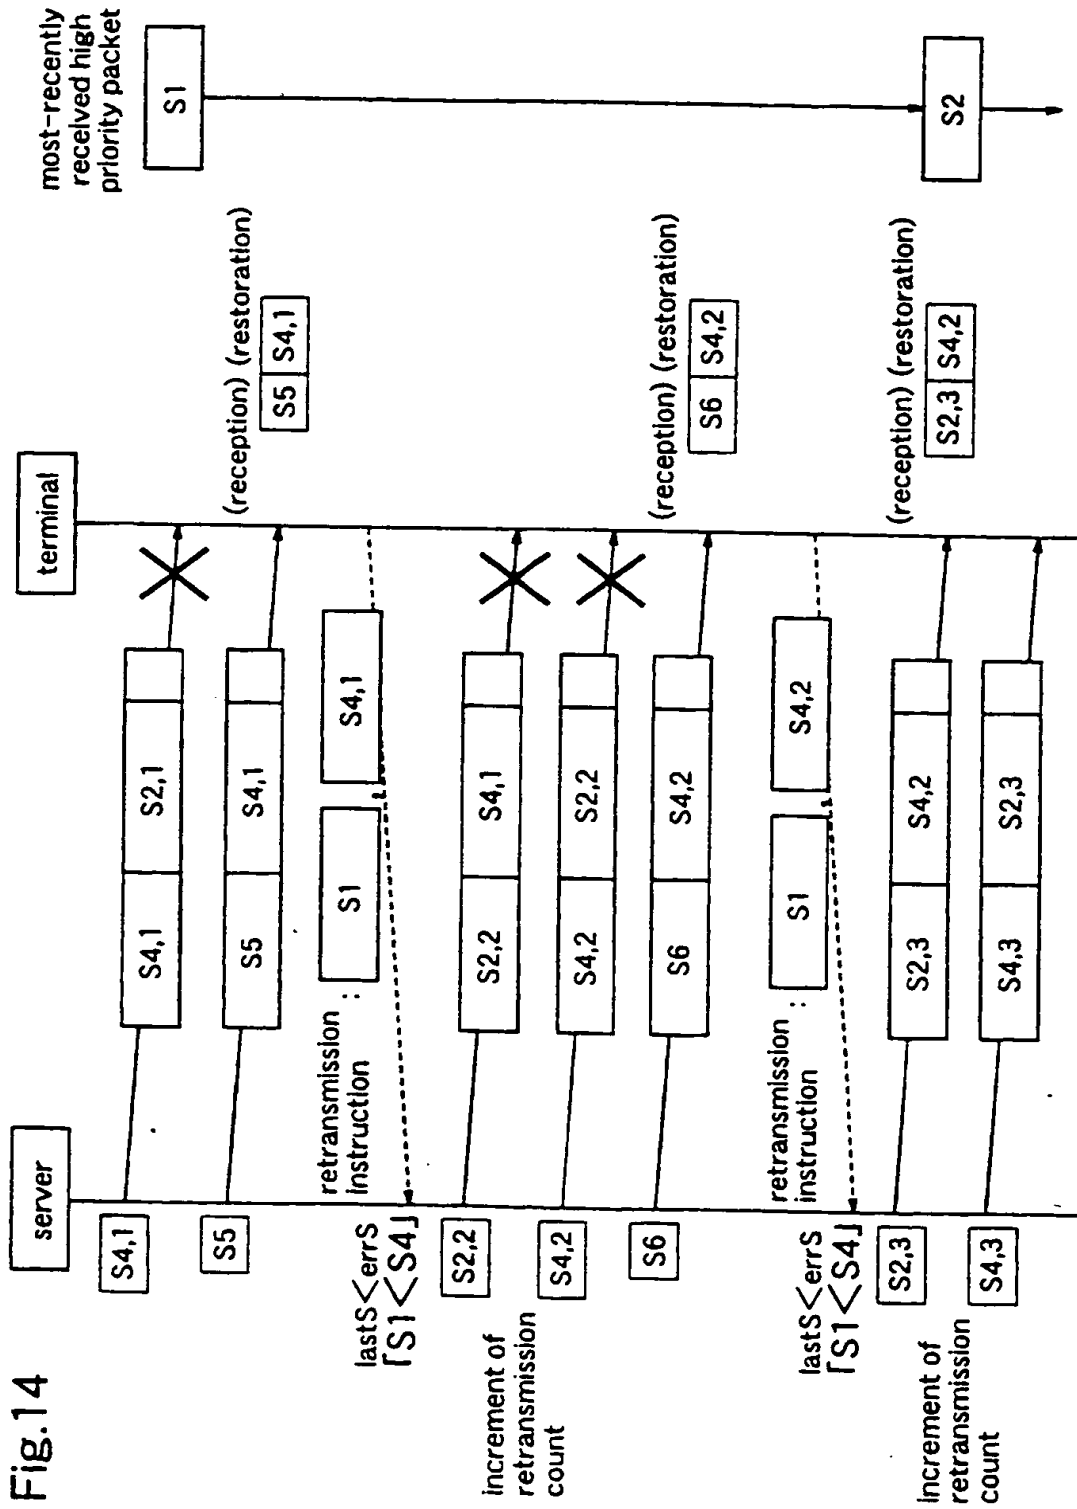 Fig.14
server
terminal
most-recently
received high
priority packet
S4,1
S4,1
S2,1
S1
S5
S5
S4,1
(reception) (restoration)
S5
S4,1
retransmission
instruction
:
S1
,
S4,1
lastS<errS
「S1<S4」
S2,2
S2,2
S4,1
Increment of
retransmission
count
S4,2
S4,2
S2,2
S6
S6
S4,2
(reception) (restoration)
S6
S4,2
retransmission
instruction
:
S1
,
S4,2
lastS<errS
「S1<S4」
S2,3
S2,3
S4,2
(reception) (restoration)
S2,3
S4,2
S2
Increment of
retransmission
count
S4,3
S4,3
S2,3